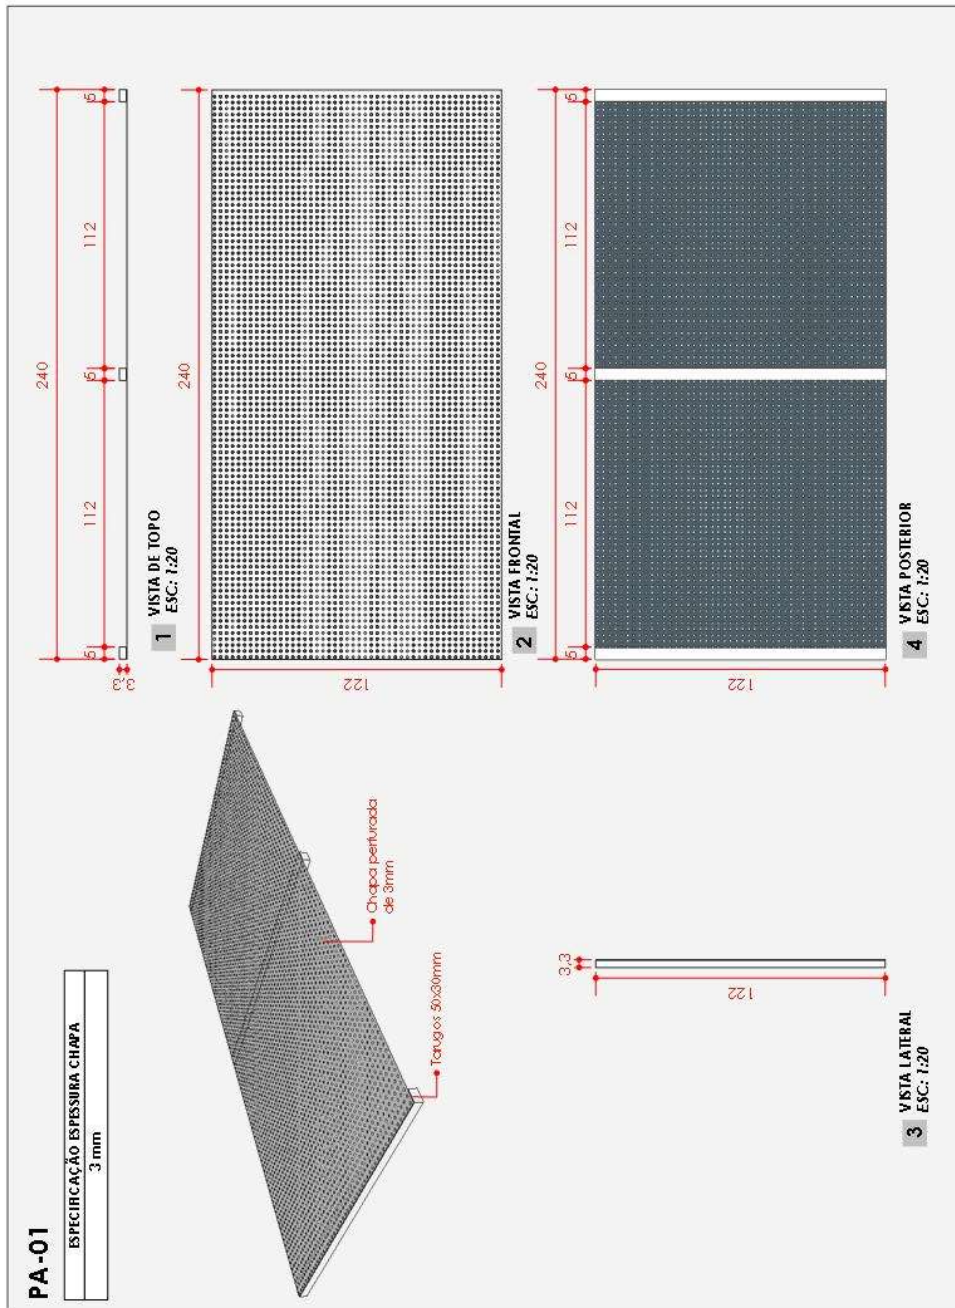 PA-01
ESPECIFICAÇÃO ESPESSURA CHAPA
3 mm
Chapa perfurada
de 3mm
Tarugos 50x30mm
240
5
112
5
112
5
3,3
1
VISTA DE TOPO
ESC.: 1:20
240
122
2
VISTA FRONTAL
ESC.: 1:20
3,3
122
3
VISTA LATERAL
ESC.: 1:20
240
5
112
5
112
5
122
4
VISTA POSTERIOR
ESC.: 1:20